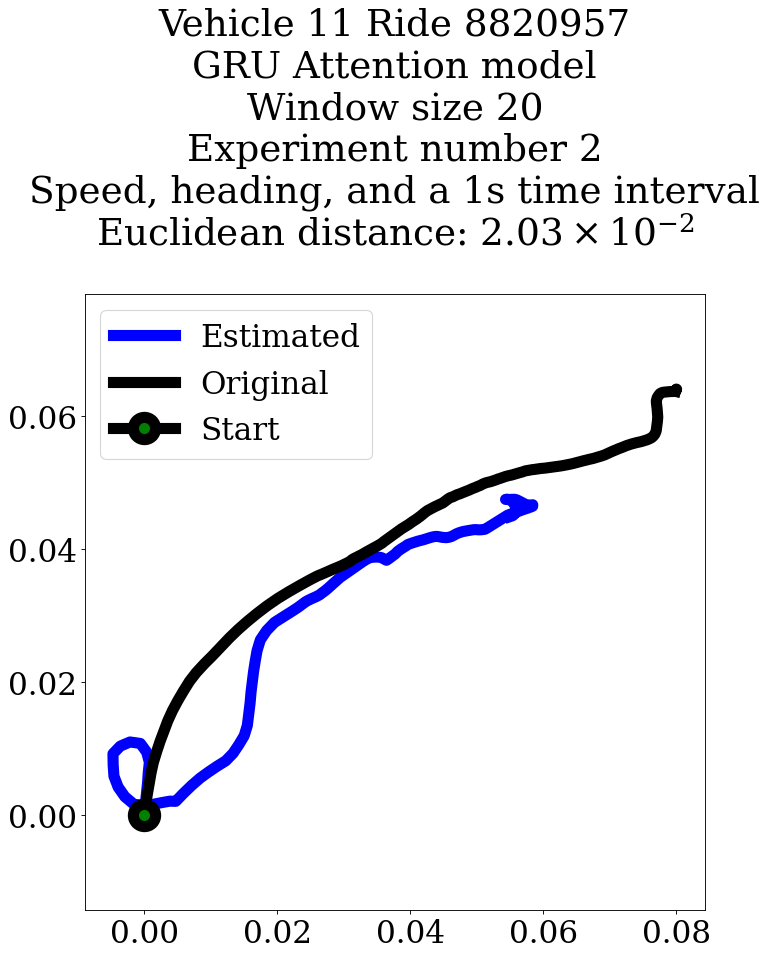 Vehicle 11 Ride 8820957
GRU Attention model
Window size 20
Experiment number 2
Speed, heading, and a 1s time interval
Euclidean distance: 2.03 × 10⁻²
Estimated
Original
Start
0.06
0.04
0.02
0.00
0.00 0.02 0.04 0.06 0.08